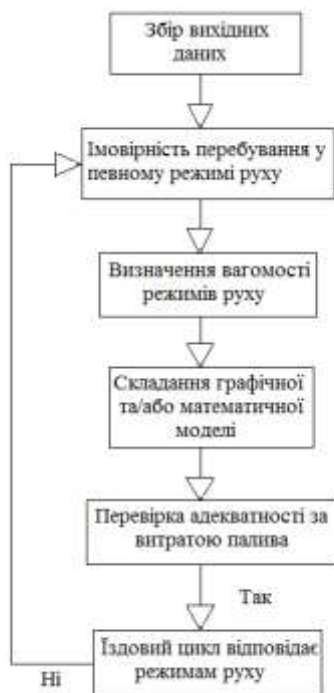 Збір вихідних
даних
Імовірність перебування у
певному режимі руху
Визначення вагомості
режимів руху
Складання графічної
та/або математичної
моделі
Перевірка адекватності за
витратою палива
Так
Їздовий цикл відповідає
режимам руху
Ні